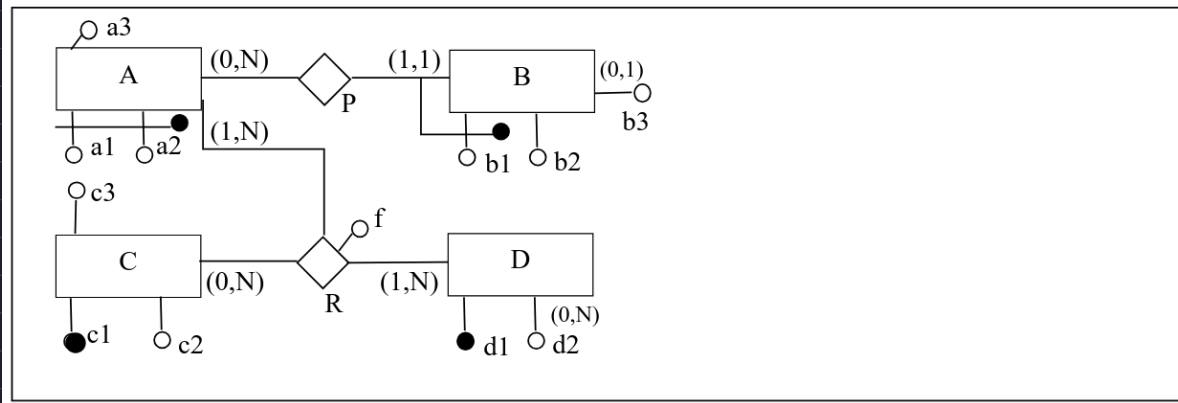 a3
A (0,N) P (1,1) B (0,1) b3
a1 a2 (1,N) b1 b2
c3
f
C (0,N) R (1,N) D
c1 c2 d1 d2 (0,N)